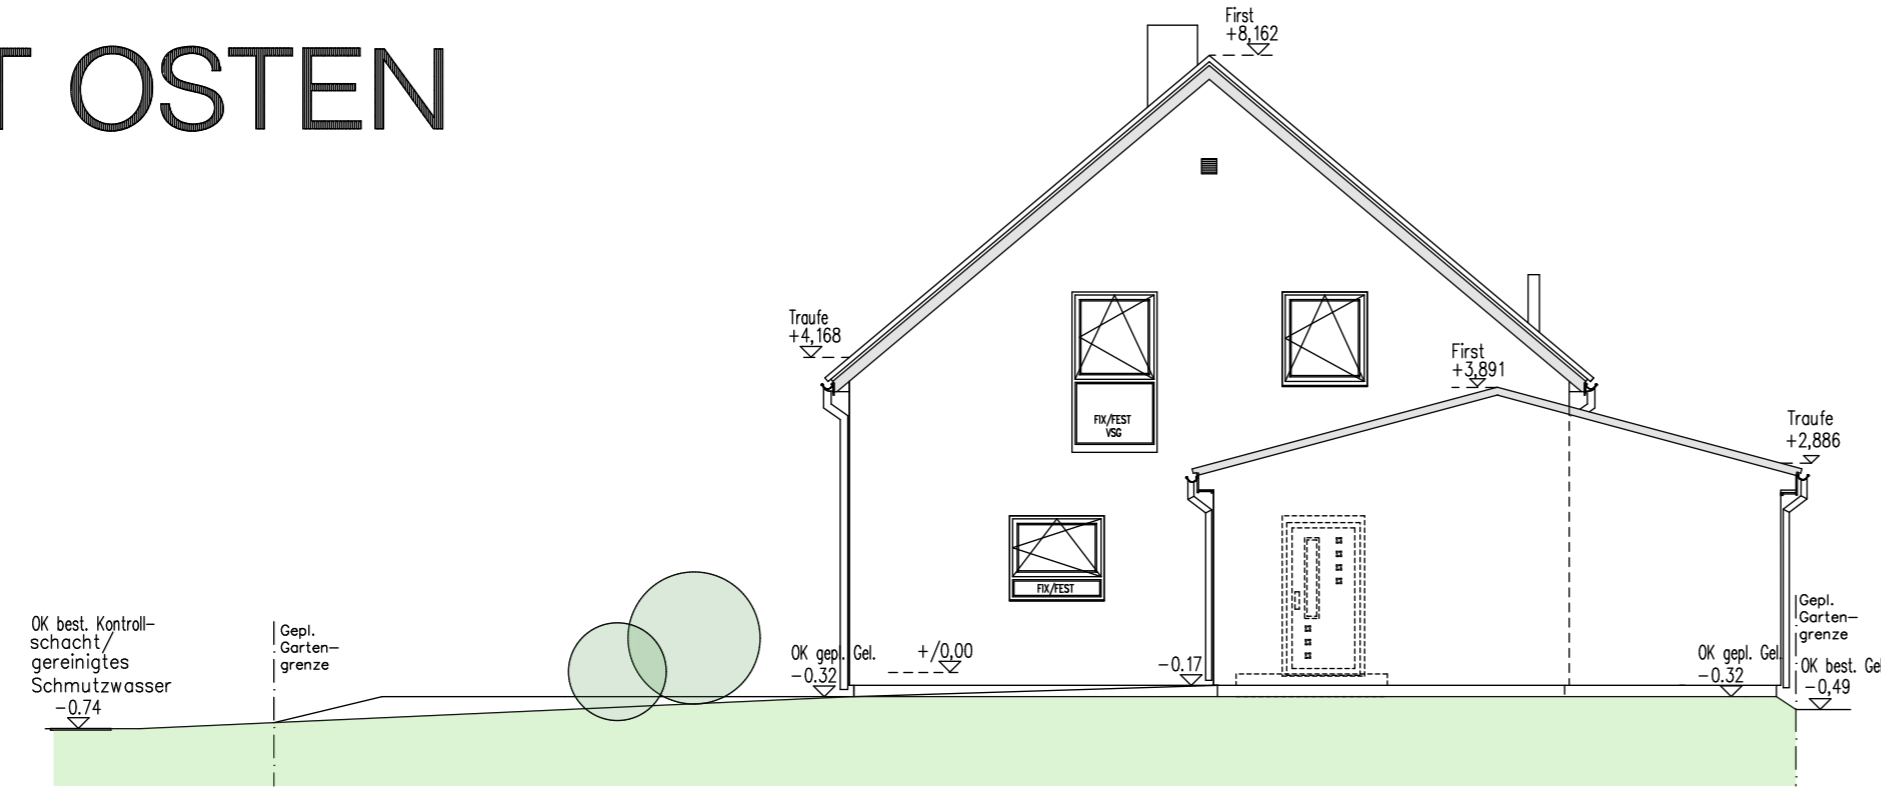 T OSTEN
First
+8,162
Traufe
+4,168
First
+3,891
Traufe
+2,886
FIX/FEST
VSG
FIX/FEST
OK best. Kontroll-
schacht/
gereinigtes
Schmutzwasser
-0.74
Gepl.
Garten-
grenze
OK gepl. Gel.
-0.32
+/0,00
-0.17
OK gepl. Gel.
-0.32
Gepl.
Garten-
grenze
OK best. Gel
-0,49